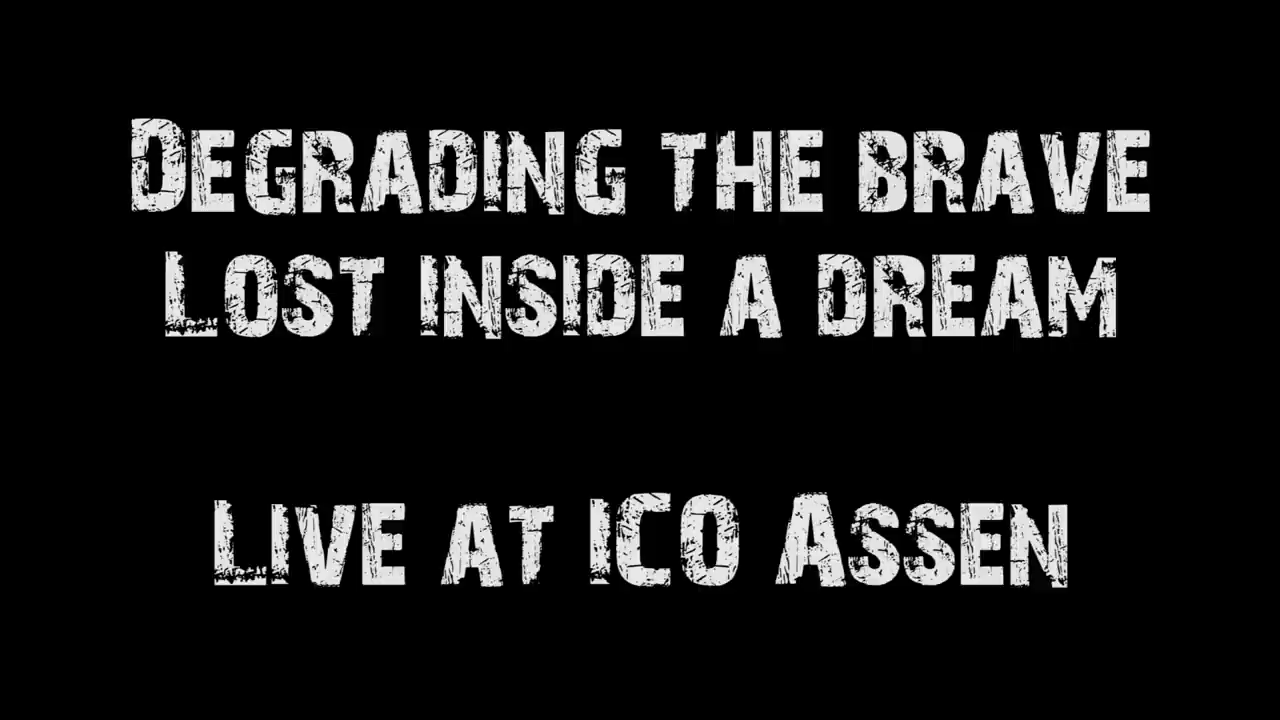 Degrading the brave
Lost inside a dream
Live at ICO Assen